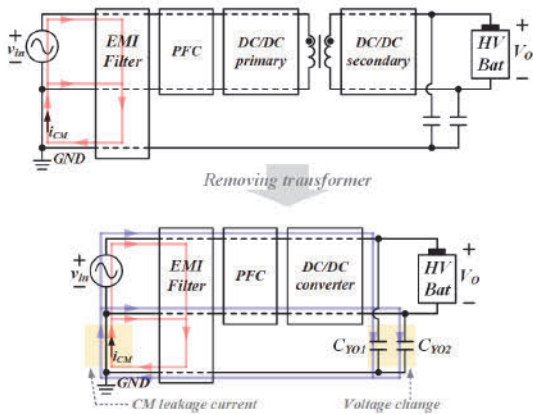 +
v_in
−
EMI
Filter
PFC
DC/DC
primary
DC/DC
secondary
HV
Bat
+
V_O
−
i_CM
GND
Removing transformer
+
v_in
−
EMI
Filter
PFC
DC/DC
converter
HV
Bat
+
V_O
−
i_CM
C_YO1
C_YO2
GND
CM leakage current
Voltage change